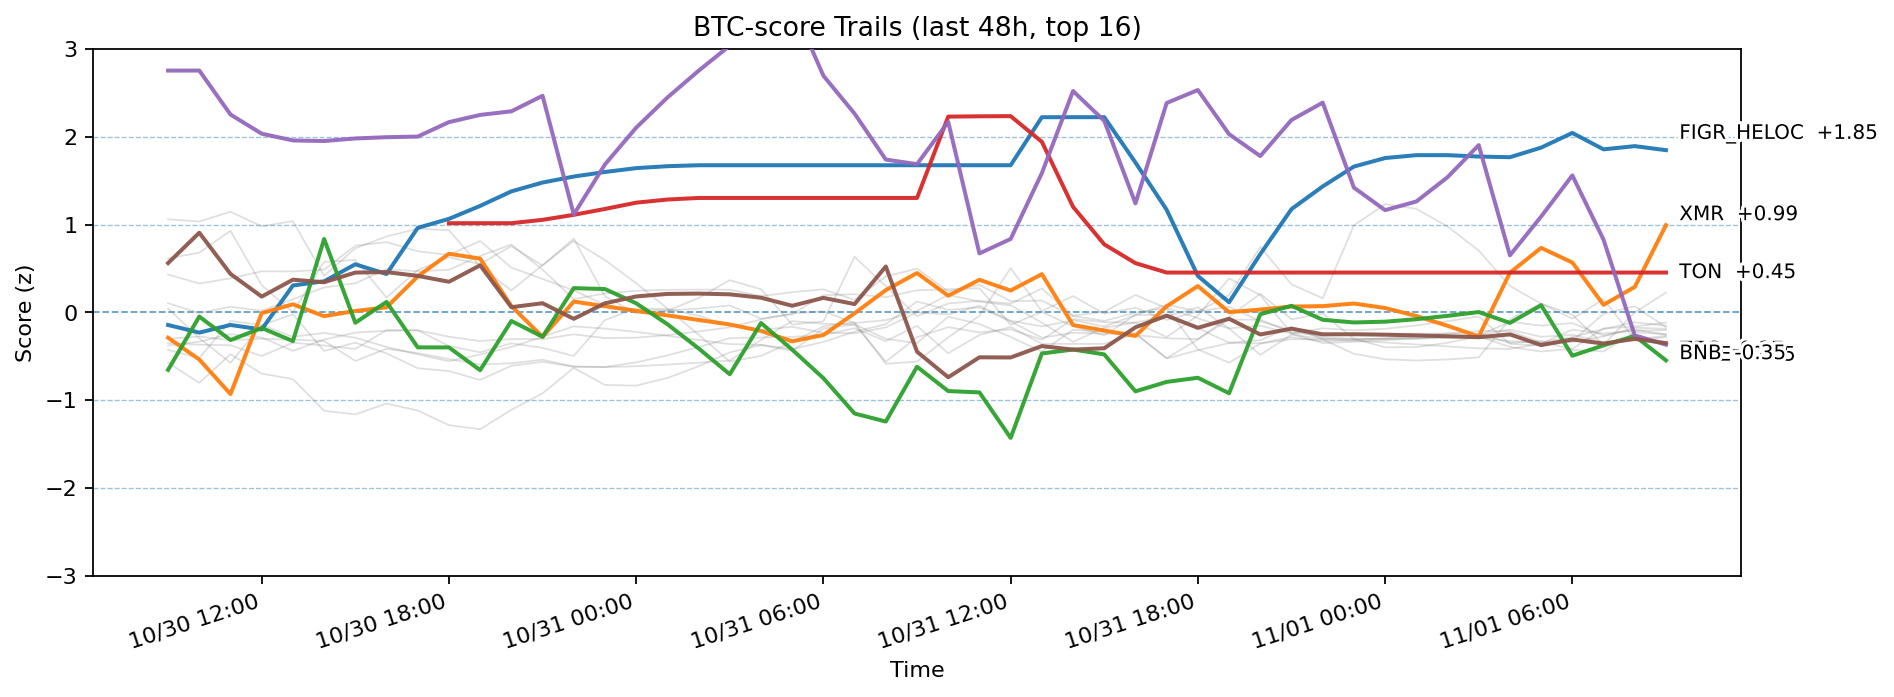 BTC-score Trails (last 48h, top 16)
Score (z)
3
2
1
0
−1
−2
−3
FIGR_HELOC +1.85
XMR +0.99
TON +0.45
BNB -0.35
10/30 12:00
10/30 18:00
10/31 00:00
10/31 06:00
10/31 12:00
10/31 18:00
11/01 00:00
11/01 06:00
Time